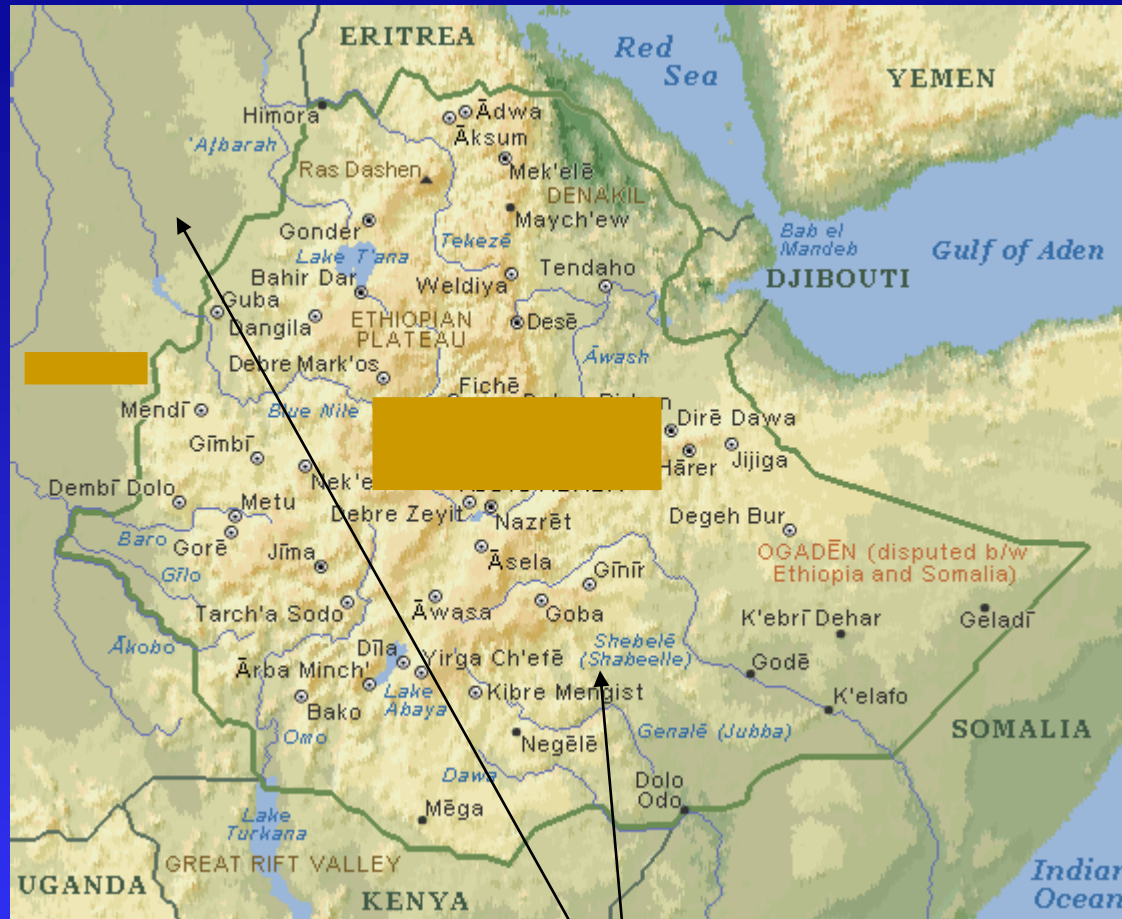 ERITREA
Red
Sea
YEMEN
Himora
Ādwa
Āksum
'Aţbarah
Ras Dashen
Mek'elē
DENAKIL
Maych'ew
Gonder
Tekezē
Bab el
Mandeb
Gulf of Aden
Lake T'ana
Bahir Dar
Weldiya
Tendaho
DJIBOUTI
Guba
Dangila
ETHIOPIAN
PLATEAU
Desē
Āwash
Debre Mark'os
Fichē
Mendī
Blue Nile
Dirē Dawa
Gīmbī
Hārer
Jijiga
Dembī Dolo
Metu
Debre Zeyit
Nazrēt
Degeh Bur
Baro
Gorē
Jīma
Āsela
OGADĒN (disputed b/w
Ethiopia and Somalia)
Gīlo
Gīnīr
Tarch'a Sodo
Āwasa
Goba
K'ebrī Dehar
Geladī
Ākobo
Shebelē
(Shabeelle)
Dīla
Yirga Ch'efē
Godē
Ārba Minch'
Lake
Abaya
Kibre Mengist
K'elafo
Bako
Omo
Negēlē
Genalē (Jubba)
SOMALIA
Dawa
Dolo
Odo
Mēga
Lake
Turkana
GREAT RIFT VALLEY
UGANDA
KENYA
Indian
Ocean